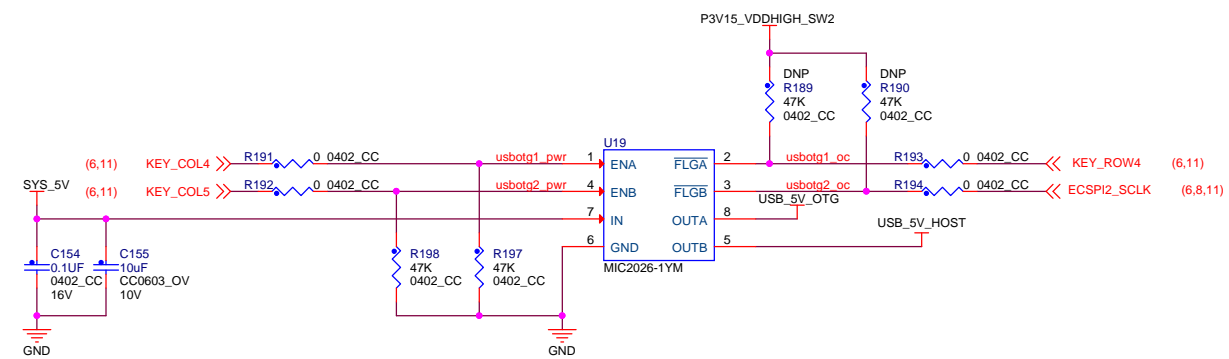 P3V15_VDDHIGH_SW2
DNP
R189
47K
0402_CC
DNP
R190
47K
0402_CC
U19
(6,11) KEY_COL4 R191 0 0402_CC usbotg1_pwr 1 ENA FLGA 2 usbotg1_oc R193 0 0402_CC KEY_ROW4 (6,11)
SYS_5V (6,11) KEY_COL5 R192 0 0402_CC usbotg2_pwr 4 ENB FLGB 3 usbotg2_oc R194 0 0402_CC ECSPI2_SCLK (6,8,11)
USB_5V_OTG
7 IN OUTA 8
USB_5V_HOST
6 GND OUTB 5
MIC2026-1YM
C154
0.1UF
0402_CC
16V
C155
10uF
CC0603_OV
10V
R198
47K
0402_CC
R197
47K
0402_CC
GND
GND